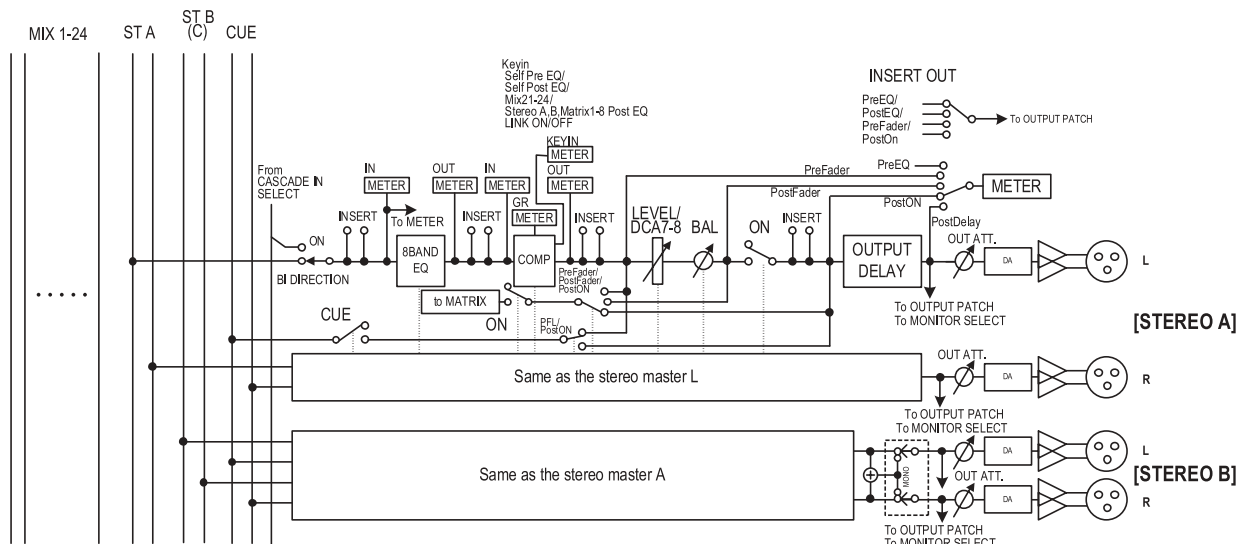 MIX 1-24
ST A
ST B
(C)
CUE
Keyin
Self Pre EQ/
Self Post EQ/
Mix21-24/
Stereo A,B,Matrix1-8 Post EQ
LINK ON/OFF
INSERT OUT
PreEQ/
PostEQ/
PreFader/
PostOn
To OUTPUT PATCH
From
CASCADE IN
SELECT
IN
METER
OUT
METER
IN
METER
KEYIN
METER
OUT
METER
GR
METER
PreFader
PostFader
PreEQ
PostON
METER
PostDelay
To METER
INSERT
INSERT
INSERT
LEVEL/
DCA7-8
BAL
ON
INSERT
ON
BI DIRECTION
8BAND
EQ
COMP
OUTPUT
DELAY
OUT ATT.
DA
L
PreFader/
PostFader/
PostON
to MATRIX
ON
CUE
PFL/
PostON
To OUTPUT PATCH
To MONITOR SELECT
[STEREO A]
Same as the stereo master L
OUT ATT.
DA
R
To OUTPUT PATCH
To MONITOR SELECT
Same as the stereo master A
MONO
DA
L
OUT ATT.
[STEREO B]
DA
R
To OUTPUT PATCH
To MONITOR SELECT